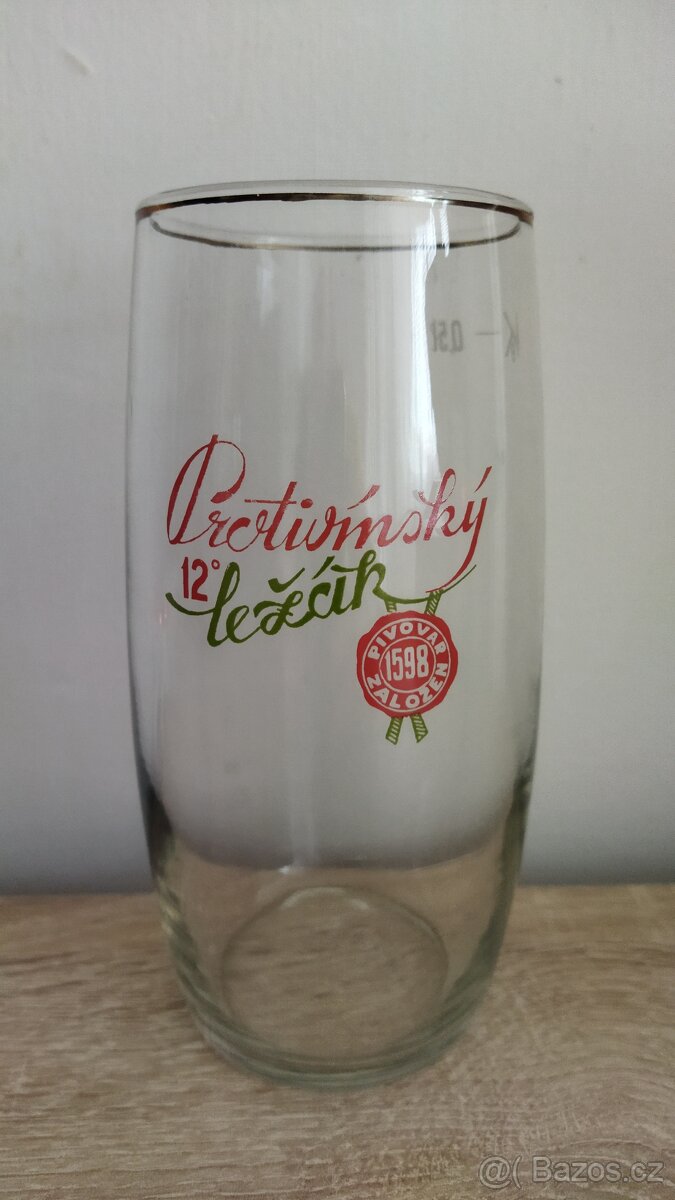 0,5l
Protivínský
12° ležák
PIVOVAR
1598
ZALOŽEN
@( Bazos.cz